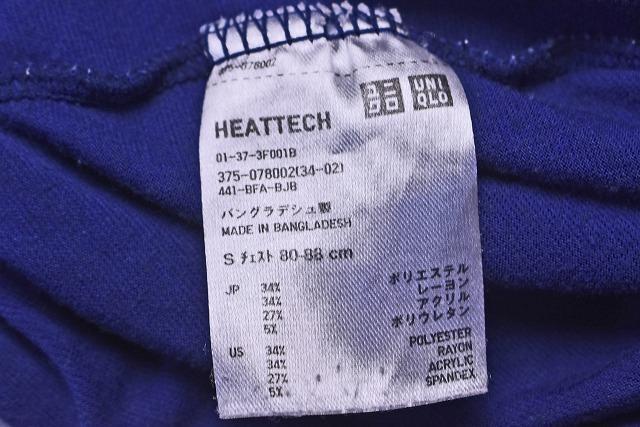 375-078002
ユニ UNI
クロ QLO
HEATTECH
01-37-3F001B
375-078002(34-02)
441-BFA-BJB
バングラデシュ製
MADE IN BANGLADESH
S チェスト 80-88 cm
JP 34% ポリエステル
34% レーヨン
27% アクリル
5% ポリウレタン
US 34% POLYESTER
34% RAYON
27% ACRYLIC
5% SPANDEX